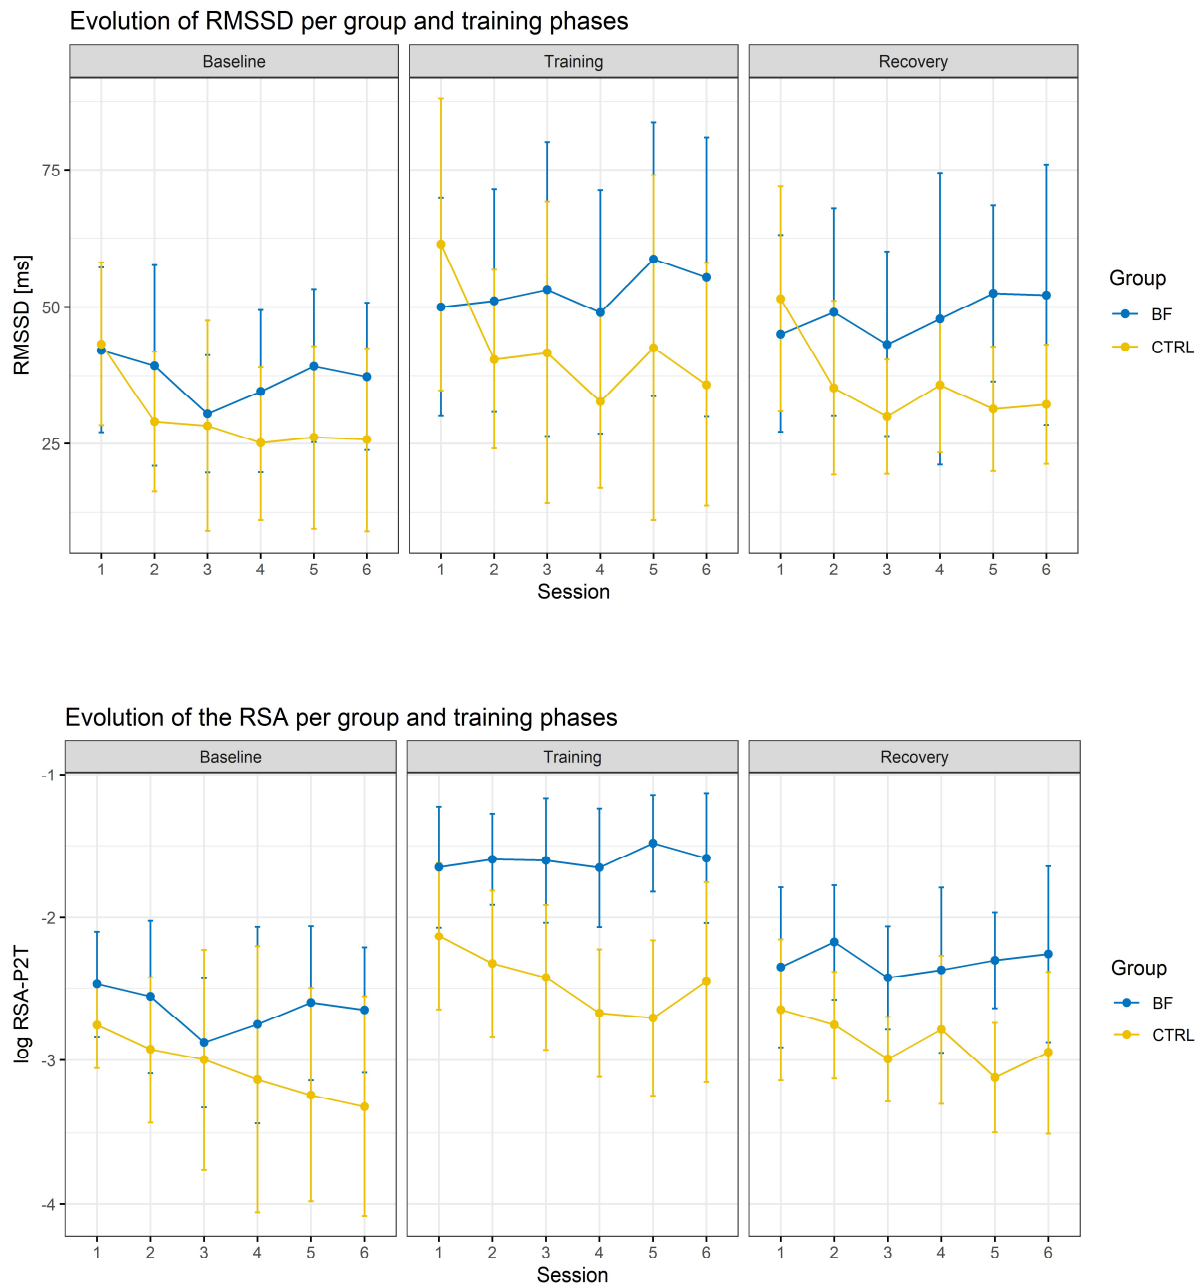 Evolution of RMSSD per group and training phases
Baseline Training Recovery
75
50
25
RMSSD [ms]
1 2 3 4 5 6 1 2 3 4 5 6 1 2 3 4 5 6
Session
Group
BF
CTRL
Evolution of the RSA per group and training phases
Baseline Training Recovery
-1
-2
-3
-4
log RSA-P2T
1 2 3 4 5 6 1 2 3 4 5 6 1 2 3 4 5 6
Session
Group
BF
CTRL